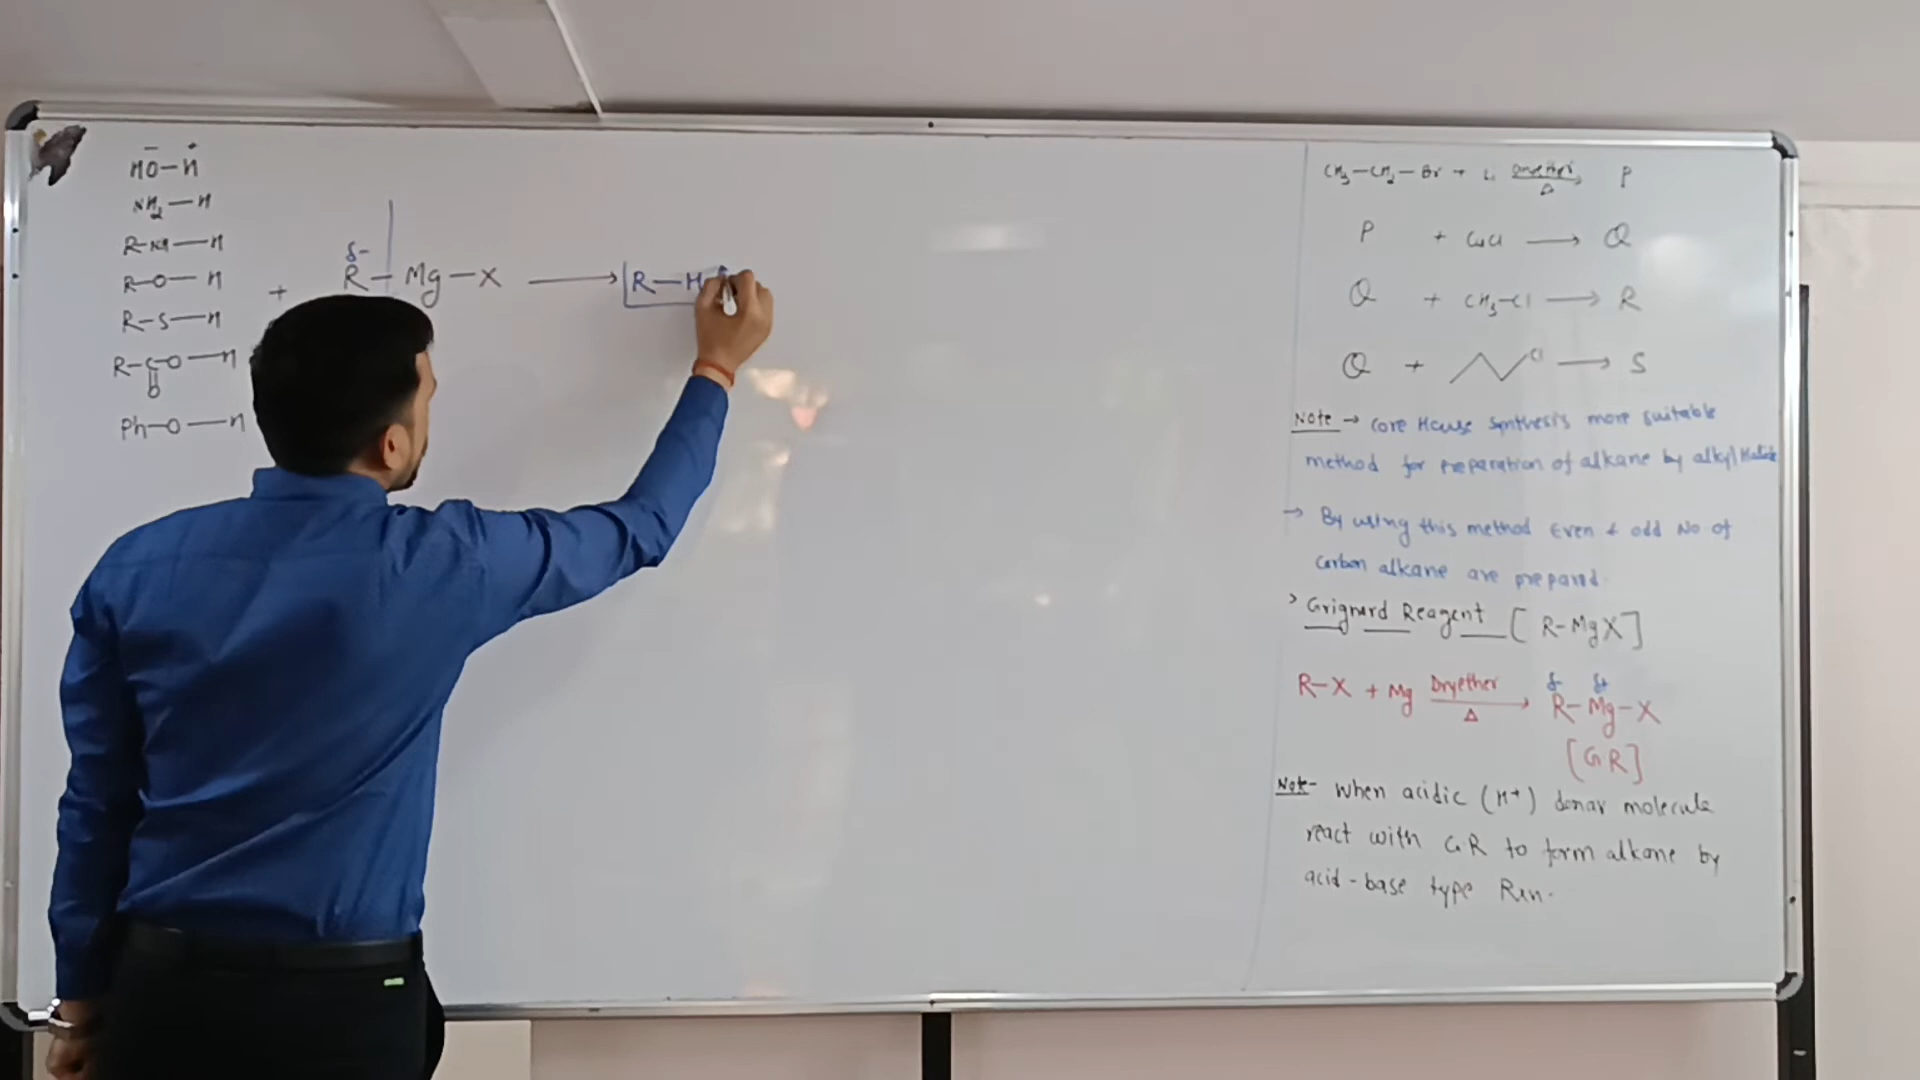 HO—H
NH2—H
R-NH—H
R-O—H
R-S—H
R-C-O—H
O
Ph-O—H
+
δ-
R-Mg-X ⟶ R-H
CH3-CH2-Br + Li Dryether P
Δ
P + CuCl ⟶ Q
Q + CH3-Cl ⟶ R
Q + Cl ⟶ S
Note → Core House Synthesis more suitable
method for preparation of alkane by alkyl Halide
→ By using this method Even & odd No of
Carbon alkane are prepared.
Grignard Reagent [ R-MgX ]
R-X + Mg Dryether ⟶ R-Mg-X
Δ
δ- δ+
[GR]
Note- When acidic (H+) donar molecule
react with GR to form alkane by
acid-base type Rxn.